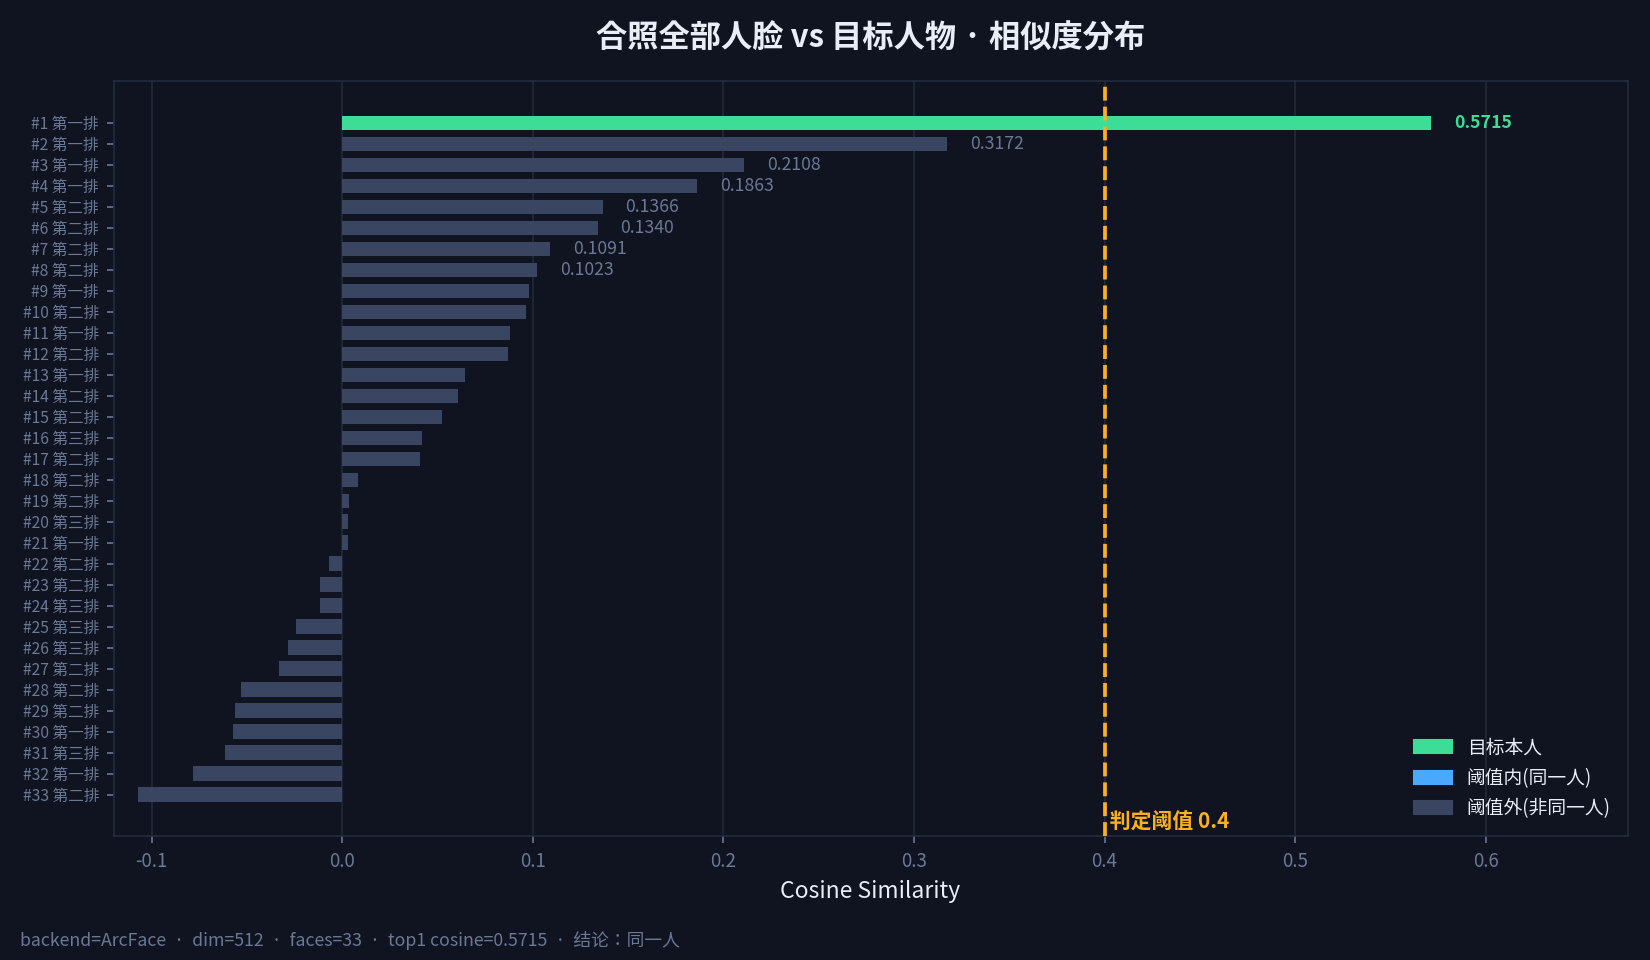 合照全部人脸 vs 目标人物 · 相似度分布
#1 第一排
0.5715
#2 第一排
0.3172
#3 第一排
0.2108
#4 第一排
0.1863
#5 第二排
0.1366
#6 第二排
0.1340
#7 第二排
0.1091
#8 第二排
0.1023
#9 第一排
#10 第二排
#11 第一排
#12 第二排
#13 第一排
#14 第二排
#15 第二排
#16 第三排
#17 第二排
#18 第二排
#19 第二排
#20 第三排
#21 第一排
#22 第二排
#23 第二排
#24 第三排
#25 第三排
#26 第三排
#27 第二排
#28 第二排
#29 第二排
#30 第一排
#31 第三排
#32 第一排
#33 第二排
目标本人
阈值内(同一人)
阈值外(非同一人)
判定阈值 0.4
-0.1 0.0 0.1 0.2 0.3 0.4 0.5 0.6
Cosine Similarity
backend=ArcFace · dim=512 · faces=33 · top1 cosine=0.5715 · 结论：同一人